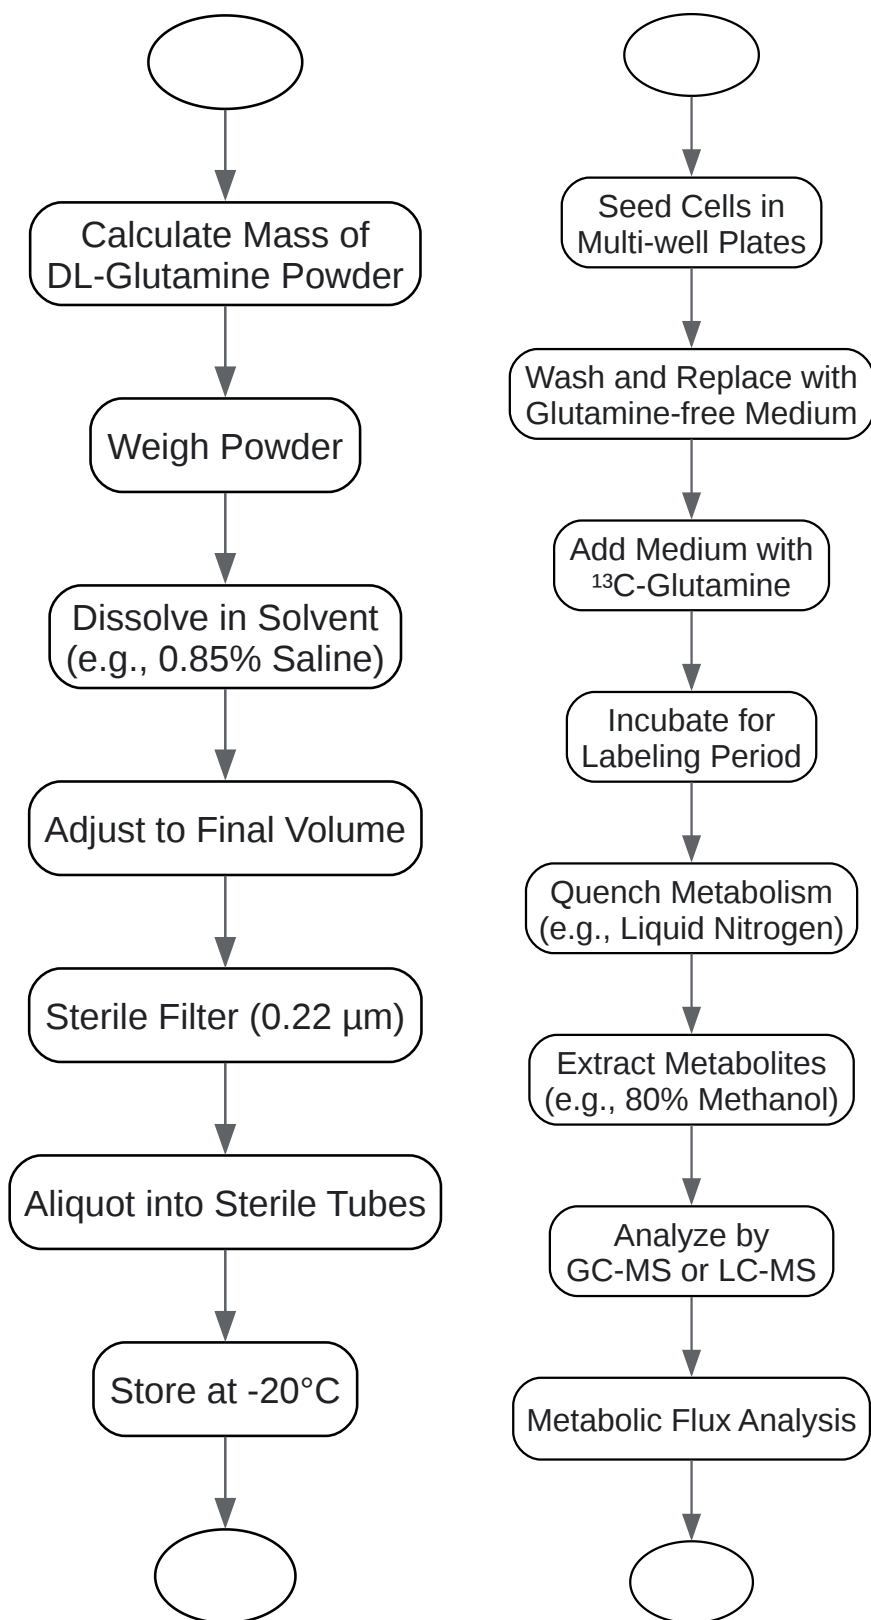 Calculate Mass of
DL-Glutamine Powder
Weigh Powder
Dissolve in Solvent
(e.g., 0.85% Saline)
Adjust to Final Volume
Sterile Filter (0.22 µm)
Aliquot into Sterile Tubes
Store at -20°C
Seed Cells in
Multi-well Plates
Wash and Replace with
Glutamine-free Medium
Add Medium with
¹³C-Glutamine
Incubate for
Labeling Period
Quench Metabolism
(e.g., Liquid Nitrogen)
Extract Metabolites
(e.g., 80% Methanol)
Analyze by
GC-MS or LC-MS
Metabolic Flux Analysis